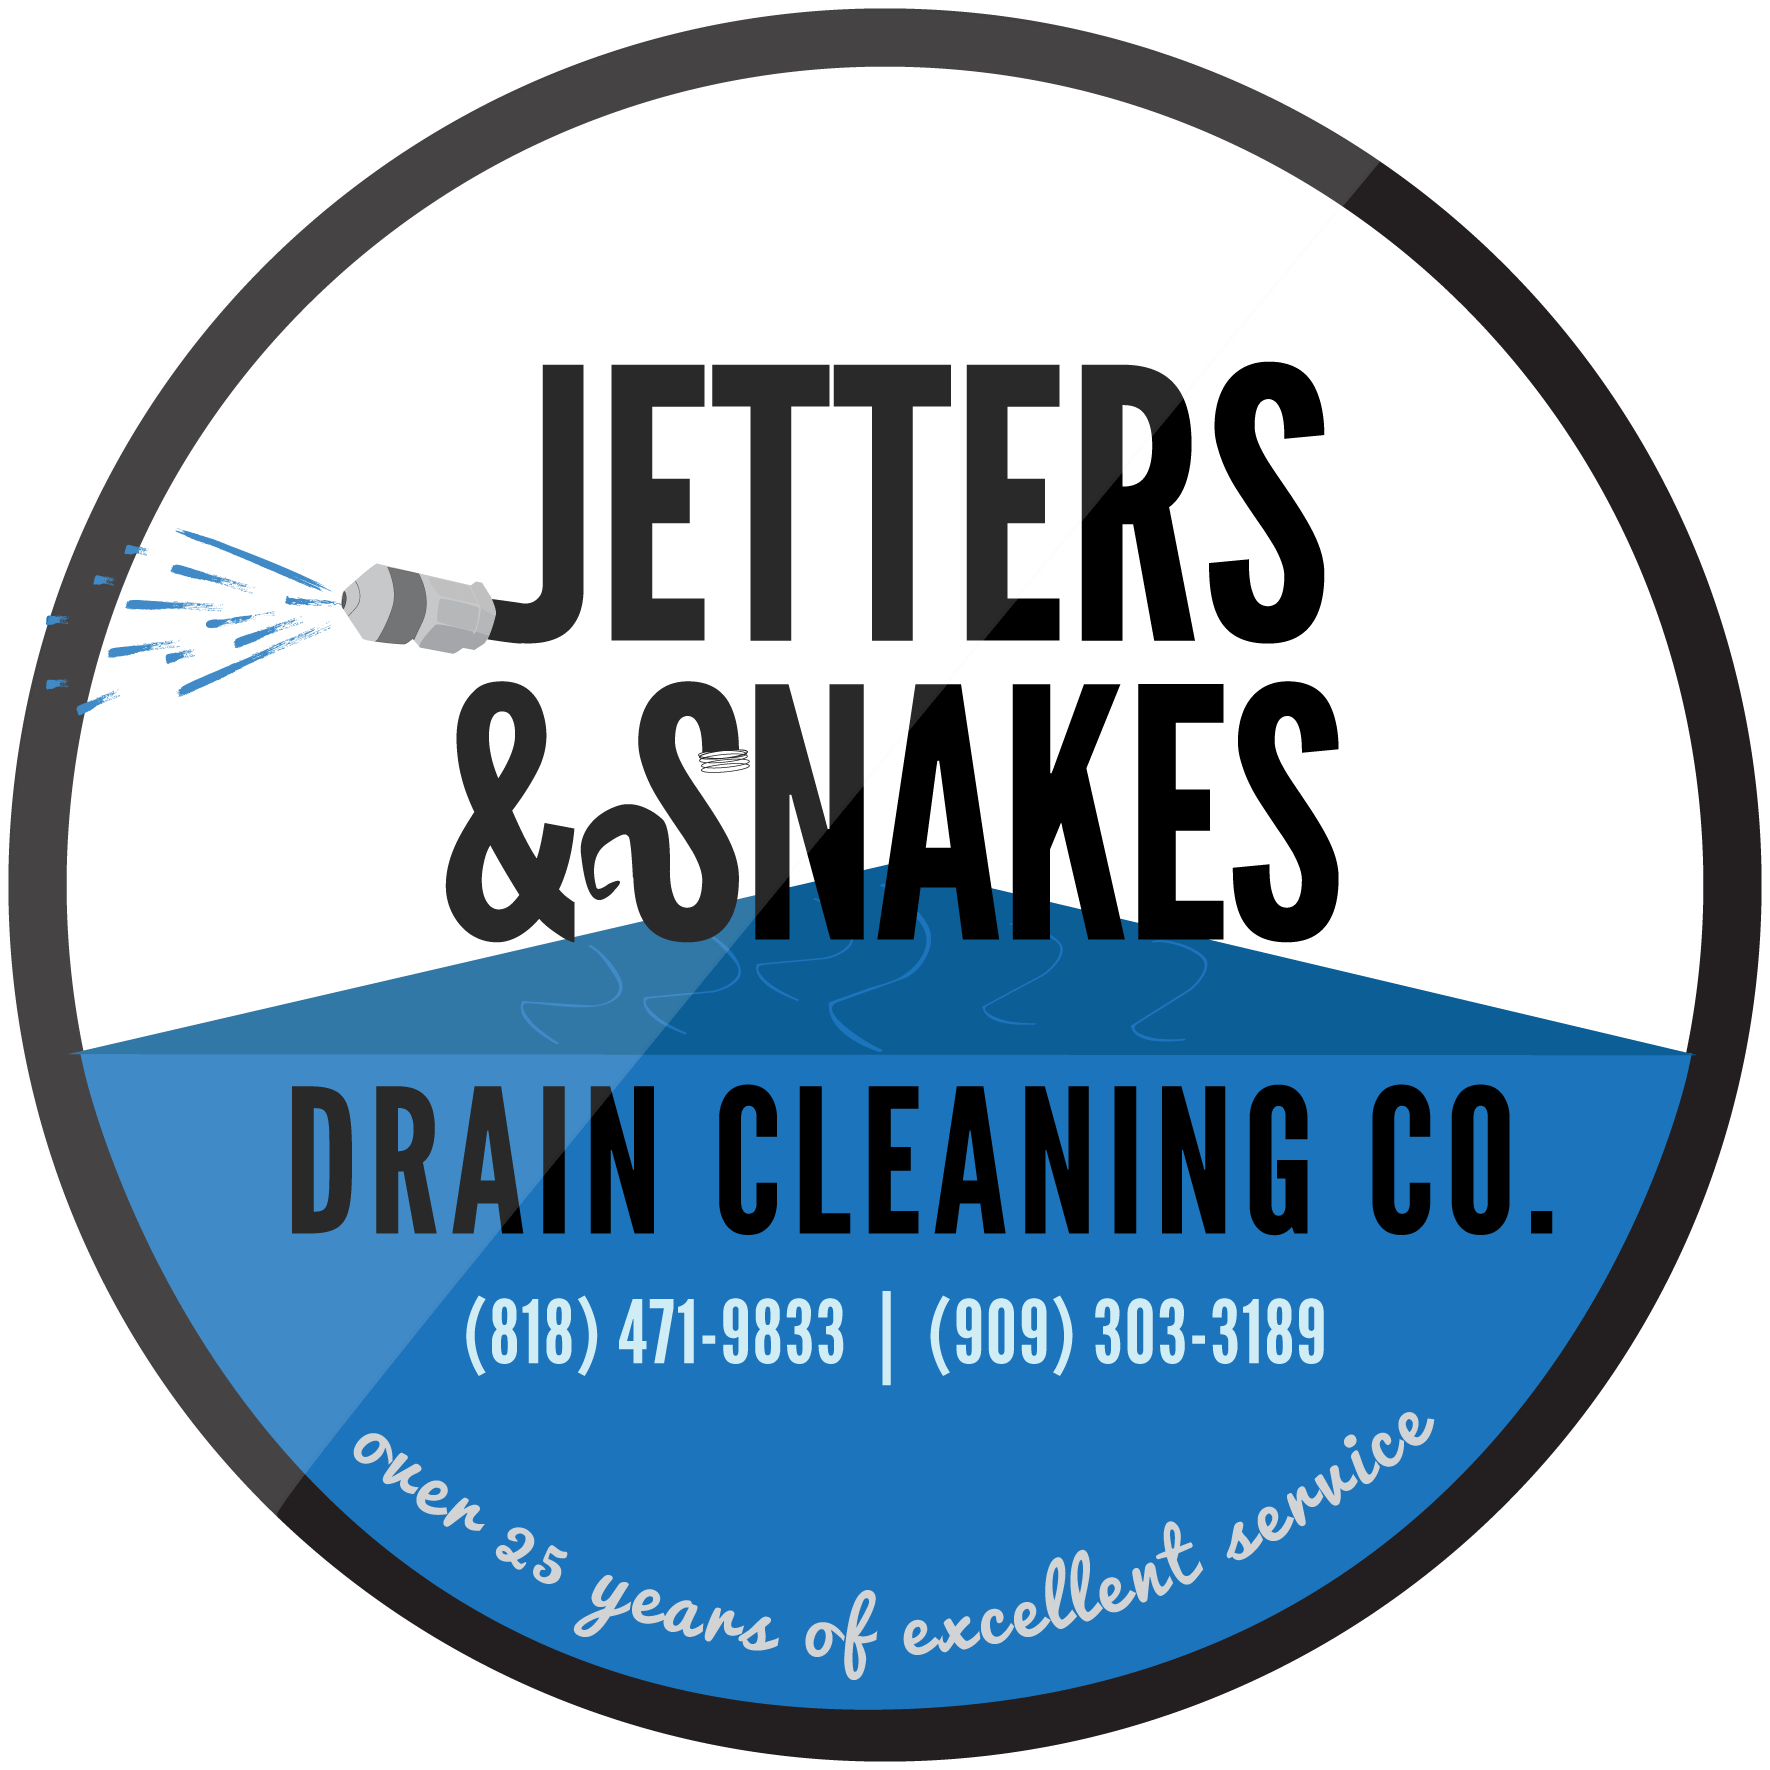 JETTERS
& SNAKES
DRAIN CLEANING CO.
(818) 471-9833 | (909) 303-3189
over 25 years of excellent service